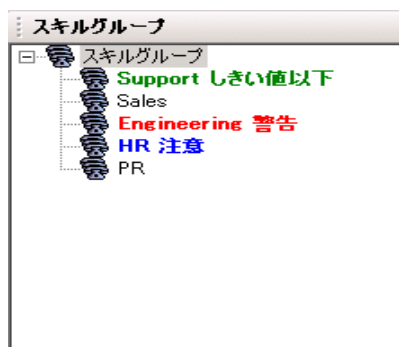 スキルグループ
スキルグループ
Support しきい値以下
Sales
Engineering 警告
HR 注意
PR